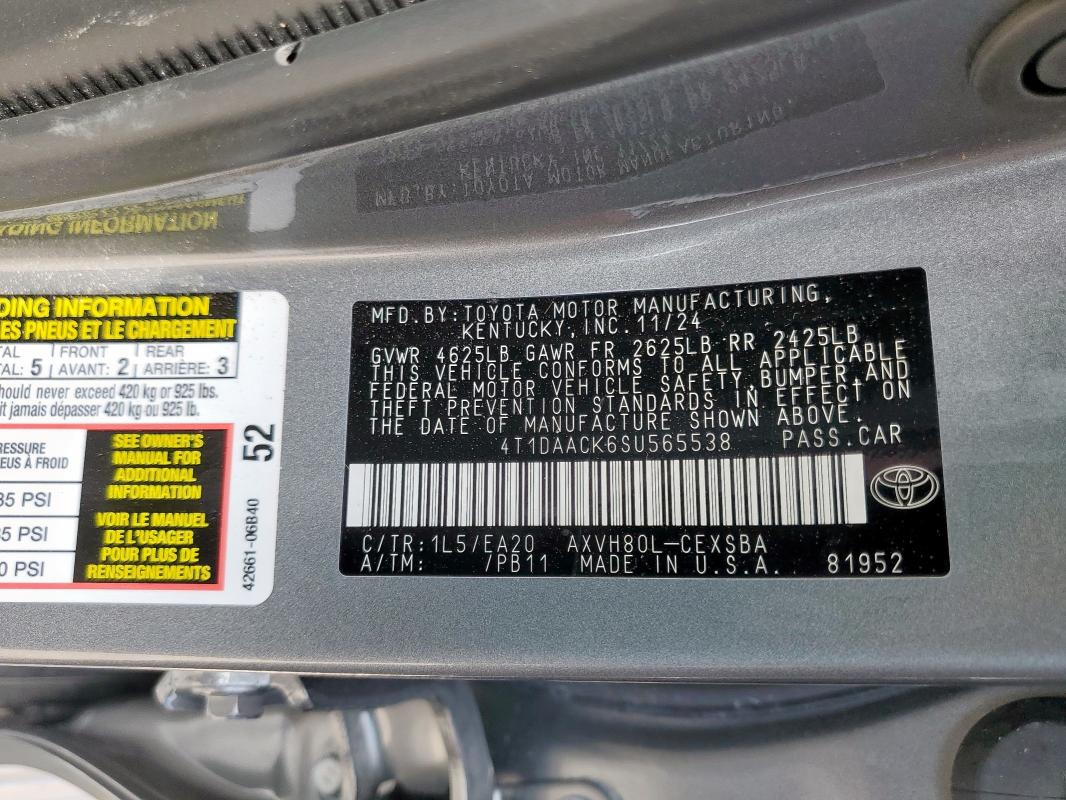 DING INFORMATION
LES PNEUS ET LE CHARGEMENT
TAL FRONT REAR
TAL: 5 AVANT: 2 ARRIÈRE: 3
hould never exceed 420 kg or 925 lbs.
it jamais dépasser 420 kg ou 925 lb.
RESSURE
EUS À FROID
35 PSI
35 PSI
0 PSI
SEE OWNER'S
MANUAL FOR
ADDITIONAL
INFORMATION
VOIR LE MANUEL
DE L'USAGER
POUR PLUS DE
RENSEIGNEMENTS
52
42661-06B40
MFD.BY:TOYOTA MOTOR MANUFACTURING,
KENTUCKY,INC.11/24
GVWR 4625LB GAWR FR 2625LB RR 2425LB
THIS VEHICLE CONFORMS TO ALL APPLICABLE
FEDERAL MOTOR VEHICLE SAFETY,BUMPER AND
THEFT PREVENTION STANDARDS IN EFFECT ON
THE DATE OF MANUFACTURE SHOWN ABOVE.
4T1DAACK6SU565538 PASS.CAR
C/TR:1L5/EA20 AXVH80L-CEXSBA
A/TM: /PB11 MADE IN U.S.A. 81952